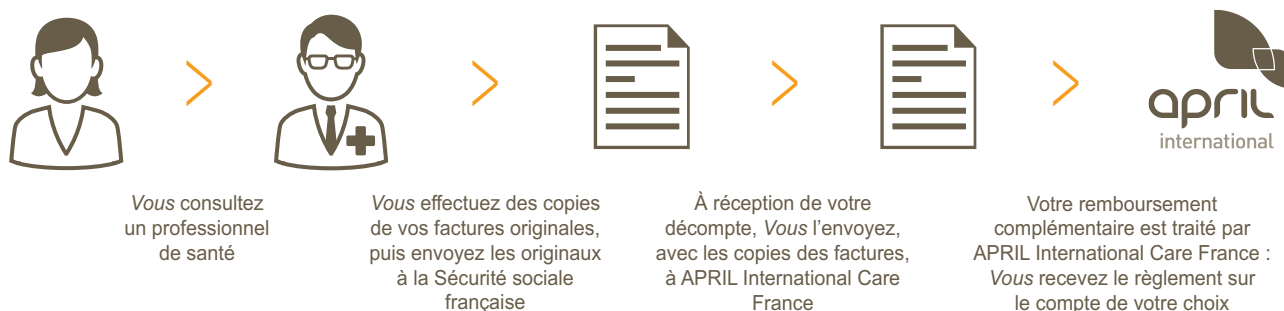 april
international
Vous consultez
un professionnel
de santé
Vous effectuez des copies
de vos factures originales,
puis envoyez les originaux
à la Sécurité sociale
française
À réception de votre
décompte, Vous l’envoyez,
avec les copies des factures,
à APRIL International Care
France
Votre remboursement
complémentaire est traité par
APRIL International Care France :
Vous recevez le règlement sur
le compte de votre choix